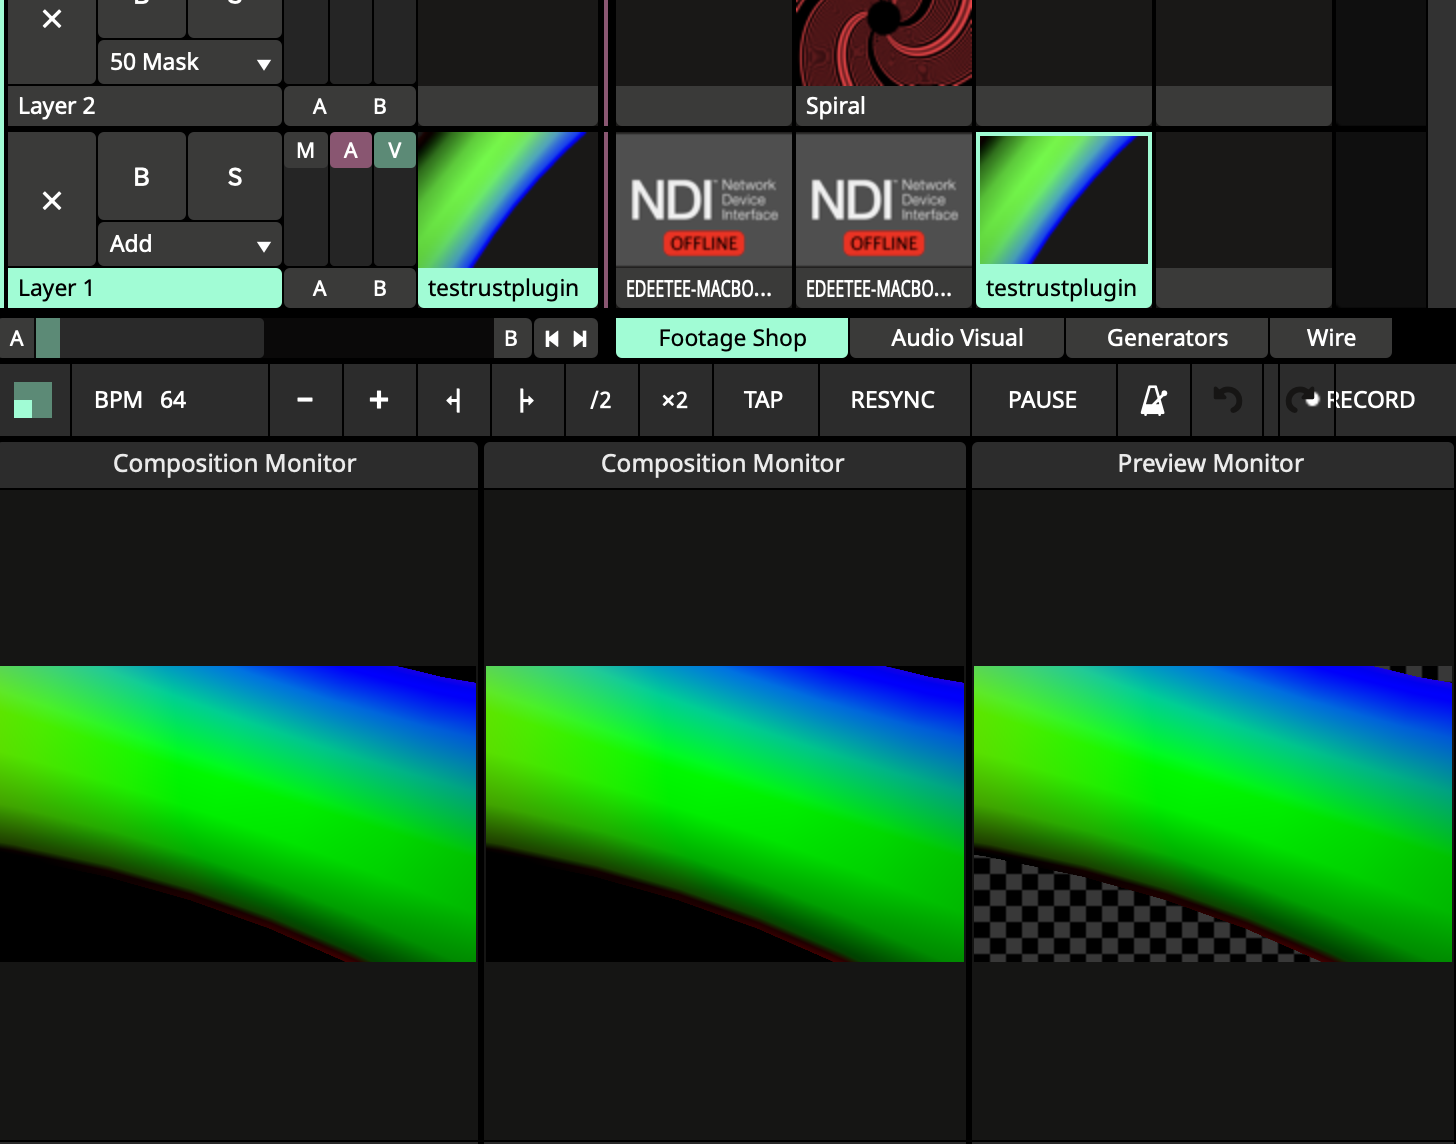 50 Mask
Layer 2
A B
Spiral
B S
M A V
Add
Layer 1
A B
testrustplugin
NDI Network Device Interface
OFFLINE
EDEETEE-MACBO...
NDI Network Device Interface
OFFLINE
EDEETEE-MACBO...
testrustplugin
A
B
Footage Shop
Audio Visual
Generators
Wire
BPM 64
− + /2 ×2 TAP RESYNC PAUSE RECORD
Composition Monitor
Composition Monitor
Preview Monitor